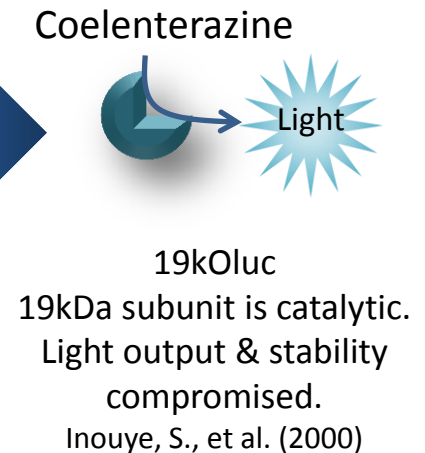 Coelenterazine
Light
19kOluc
19kDa subunit is catalytic.
Light output & stability
compromised.
Inouye, S., et al. (2000)